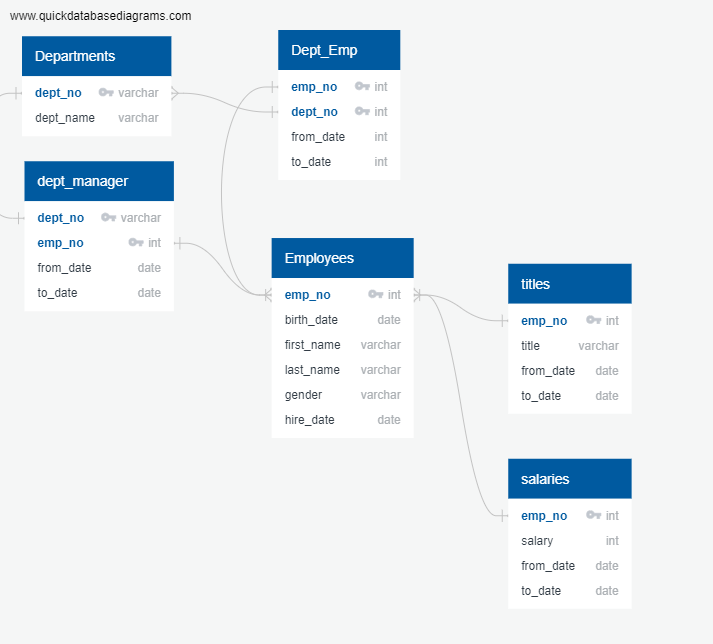 www.quickdatabasediagrams.com
Departments
dept_no varchar
dept_name varchar
Dept_Emp
emp_no int
dept_no int
from_date int
to_date int
dept_manager
dept_no varchar
emp_no int
from_date date
to_date date
Employees
emp_no int
birth_date date
first_name varchar
last_name varchar
gender varchar
hire_date date
titles
emp_no int
title varchar
from_date date
to_date date
salaries
emp_no int
salary int
from_date date
to_date date